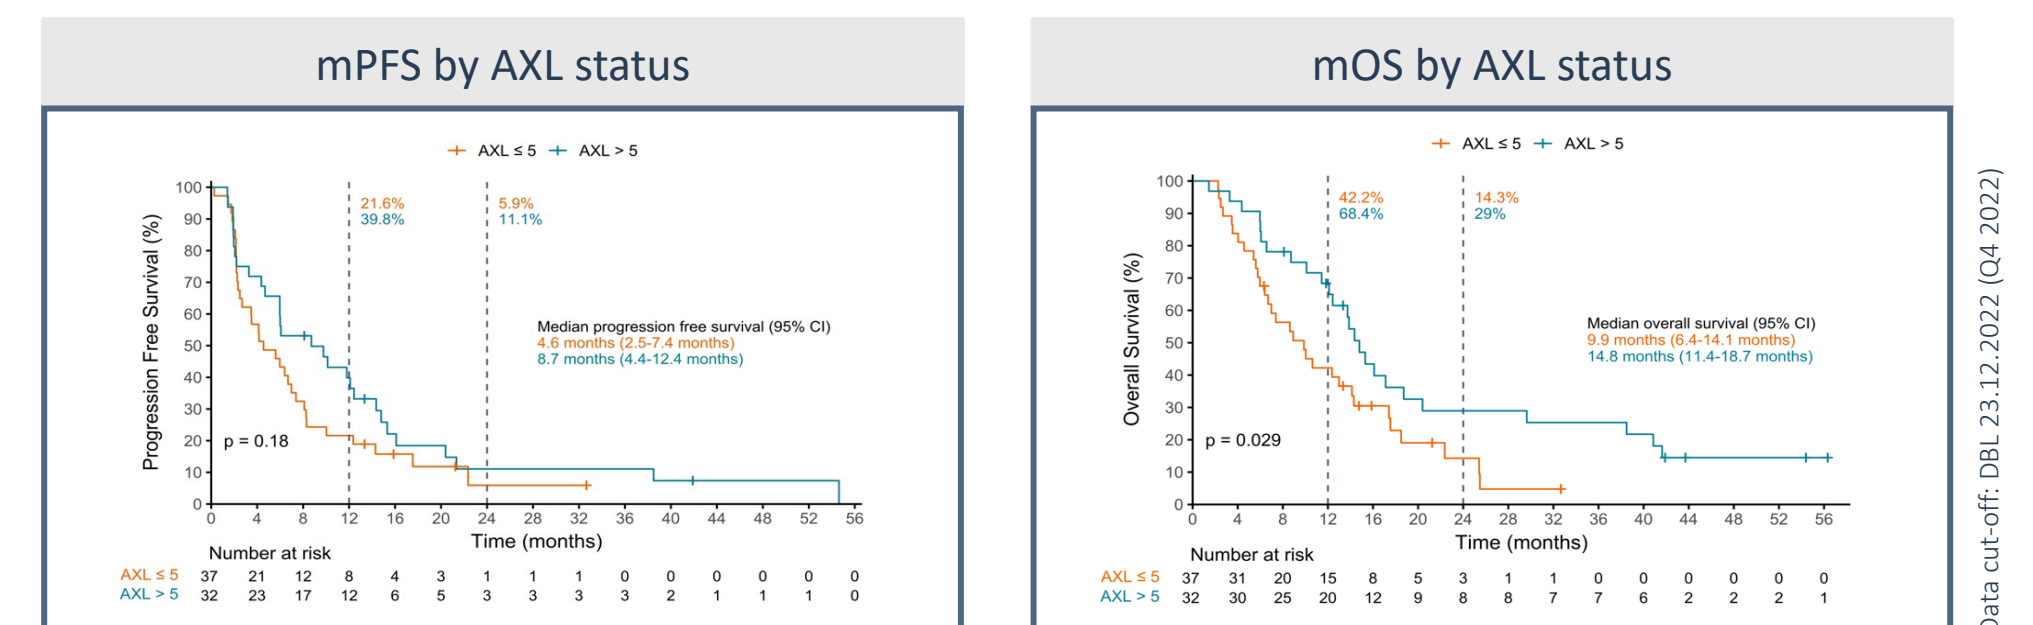 mPFS by AXL status
AXL ≤ 5 AXL > 5
100
90
80
70
60
50
40
30
20
10
0
Progression Free Survival (%)
21.6%
39.8%
5.9%
11.1%
Median progression free survival (95% CI)
4.6 months (2.5-7.4 months)
8.7 months (4.4-12.4 months)
p = 0.18
0 4 8 12 16 20 24 28 32 36 40 44 48 52 56
Time (months)
Number at risk
AXL ≤ 5 37 21 12 8 4 3 1 1 1 0 0 0 0 0 0
AXL > 5 32 23 17 12 6 5 3 3 3 3 2 1 1 1 0
mOS by AXL status
AXL ≤ 5 AXL > 5
100
90
80
70
60
50
40
30
20
10
0
Overall Survival (%)
42.2%
68.4%
14.3%
29%
Median overall survival (95% CI)
9.9 months (6.4-14.1 months)
14.8 months (11.4-18.7 months)
p = 0.029
0 4 8 12 16 20 24 28 32 36 40 44 48 52 56
Time (months)
Number at risk
AXL ≤ 5 37 31 20 15 8 5 3 1 1 0 0 0 0 0 0
AXL > 5 32 30 25 20 12 9 8 8 7 7 6 2 2 2 1
Data cut-off: DBL 23.12.2022 (Q4 2022)